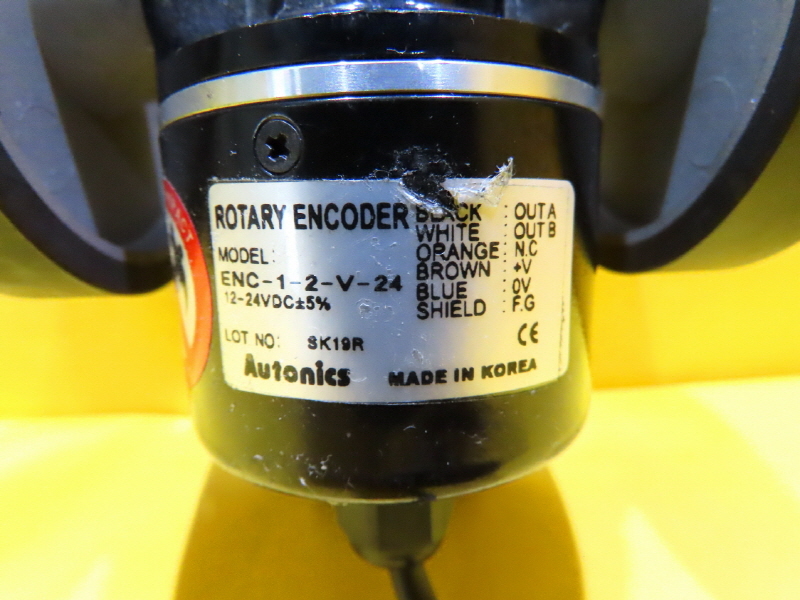 ROTARY ENCODER
MODEL:
ENC-1-2-V-24
12-24VDC±5%
LOT NO: SK19R
Autonics
BLACK : OUT A
WHITE : OUT B
ORANGE : N.C
BROWN : +V
BLUE : 0V
SHIELD : F.G
CE
MADE IN KOREA